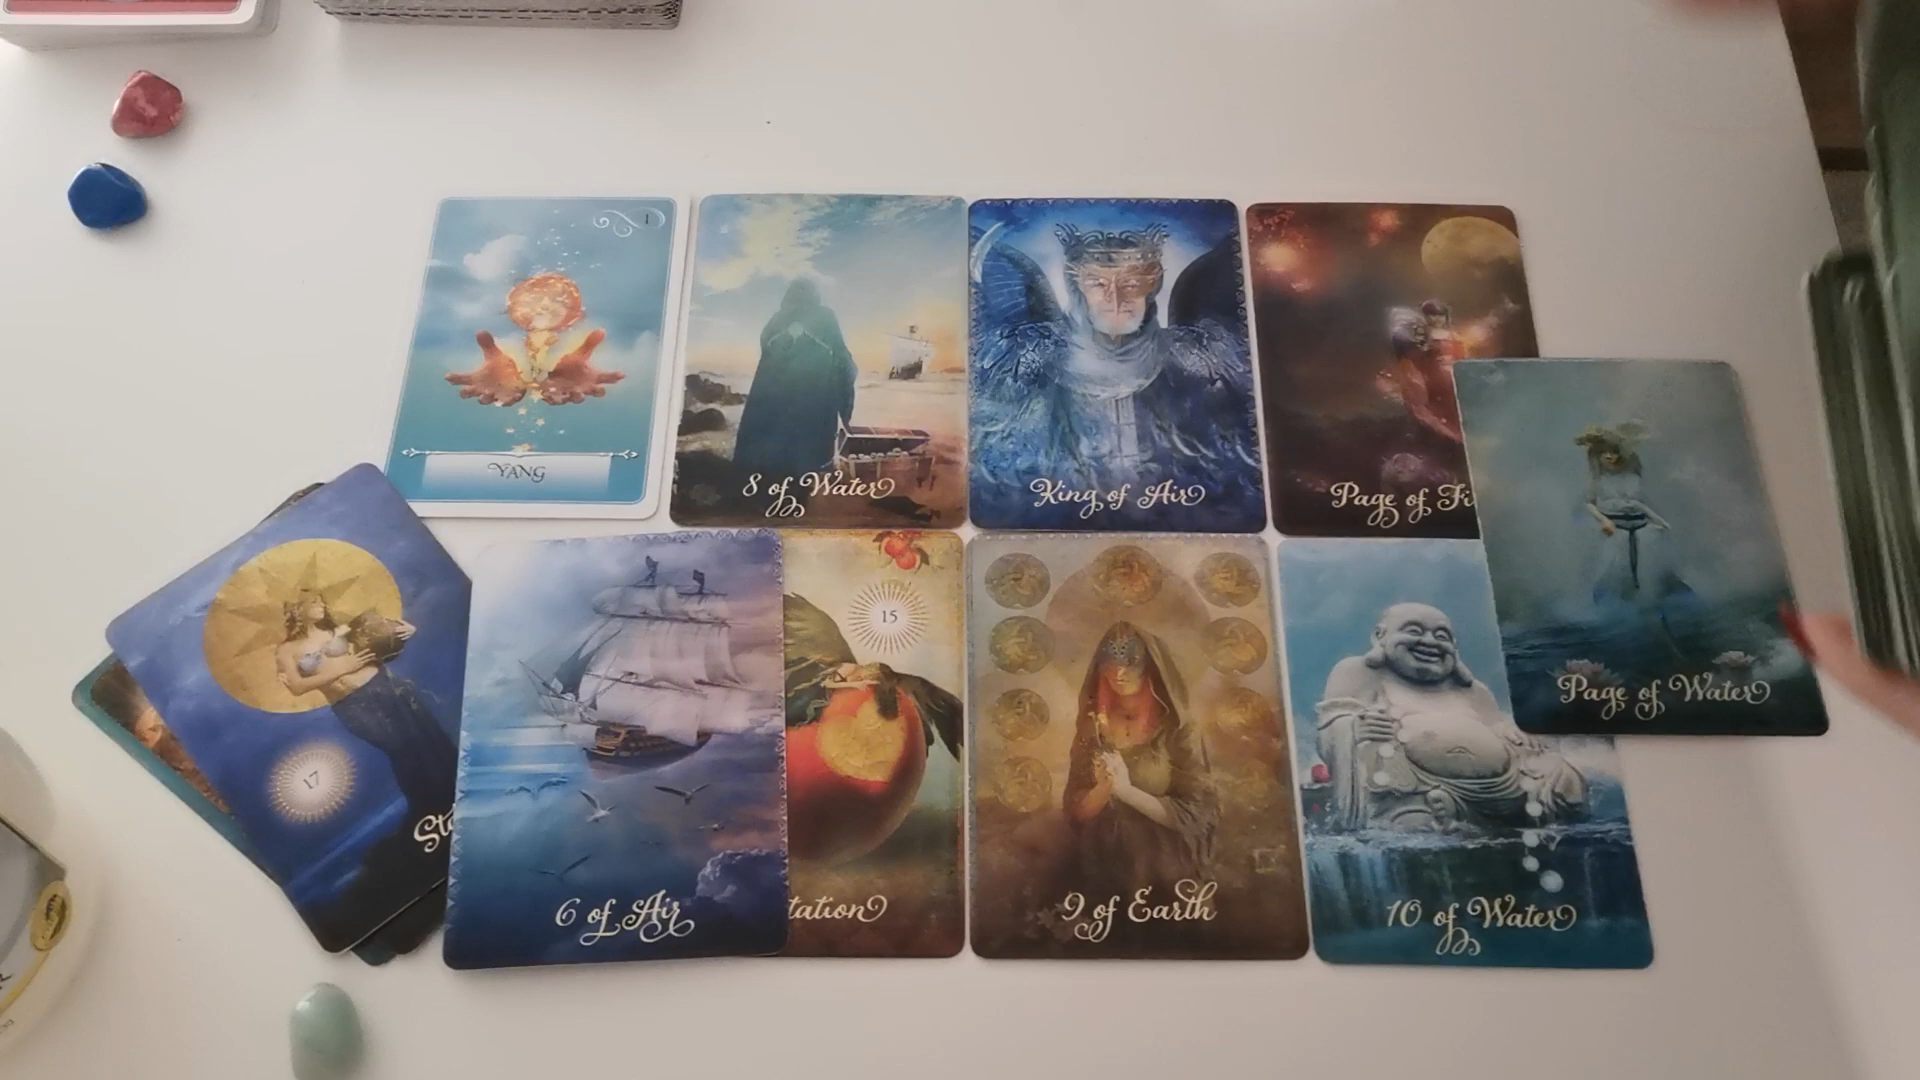 1
YANG
8 of Water
King of Air
Page of Fi
Page of Water
15
17
Sta
6 of Air
tation
9 of Earth
10 of Water